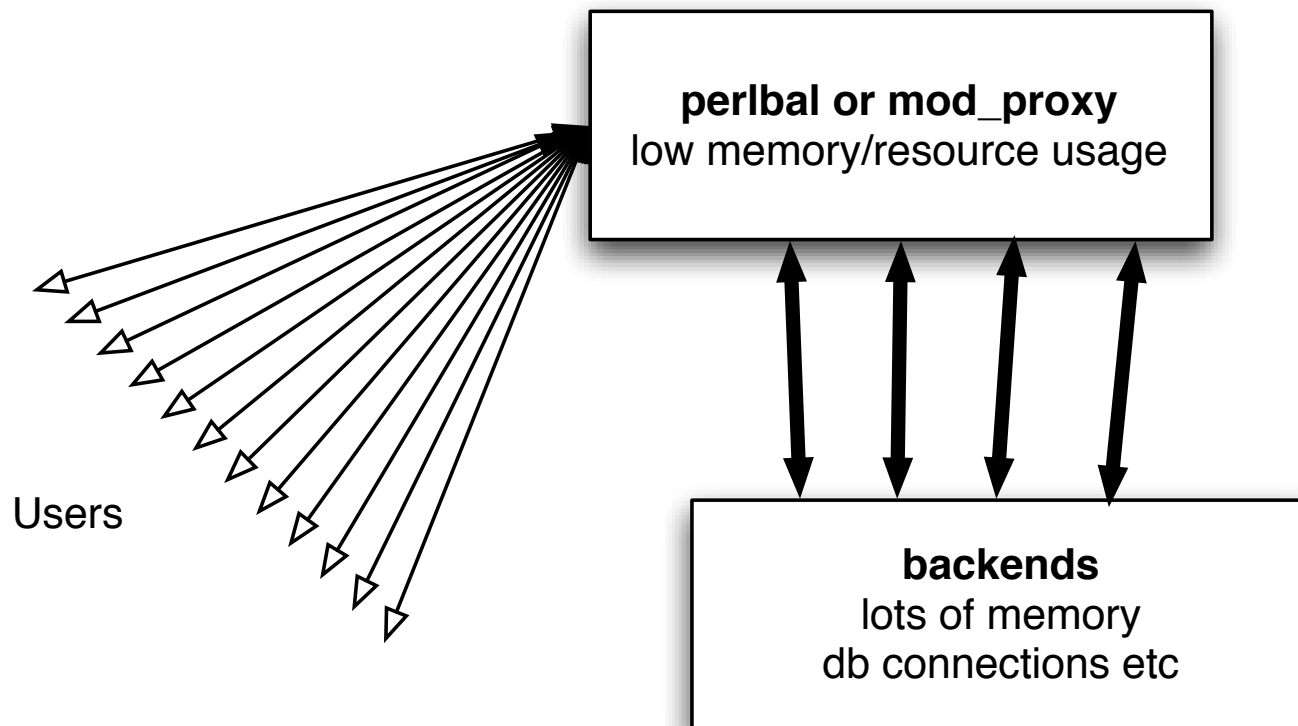 perlbal or mod_proxy
low memory/resource usage
Users
backends
lots of memory
db connections etc